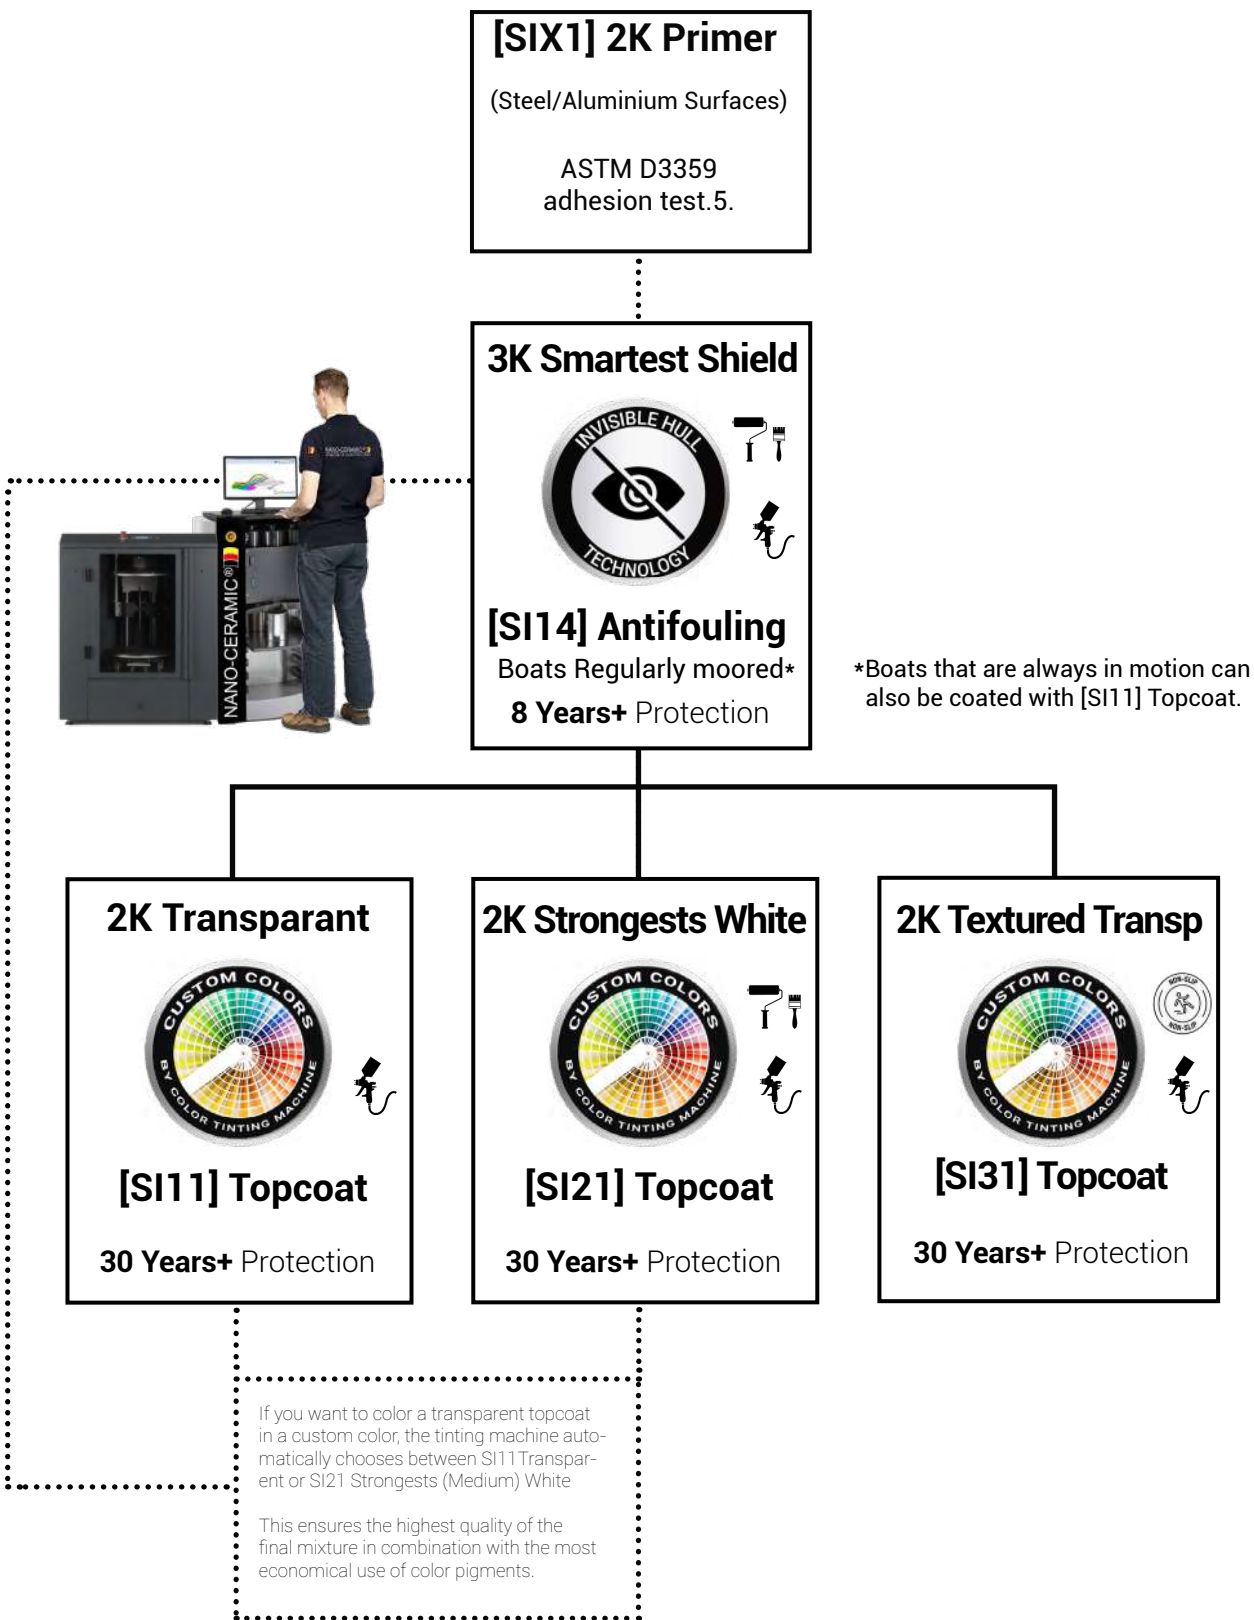 [SIX1] 2K Primer
(Steel/Aluminium Surfaces)
ASTM D3359
adhesion test.5.
3K Smartest Shield
INVISIBLE HULL
TECHNOLOGY
[SI14] Antifouling
Boats Regularly moored*
8 Years+ Protection
*Boats that are always in motion can
also be coated with [SI11] Topcoat.
NANO-CERAMIC®
2K Transparant
CUSTOM COLORS
BY COLOR TINTING MACHINE
[SI11] Topcoat
30 Years+ Protection
2K Strongests White
CUSTOM COLORS
BY COLOR TINTING MACHINE
[SI21] Topcoat
30 Years+ Protection
2K Textured Transp
CUSTOM COLORS
BY COLOR TINTING MACHINE
NON-SLIP
NON-SLIP
[SI31] Topcoat
30 Years+ Protection
If you want to color a transparent topcoat
in a custom color, the tinting machine auto-
matically chooses between SI11Transpar-
ent or SI21 Strongests (Medium) White
This ensures the highest quality of the
final mixture in combination with the most
economical use of color pigments.